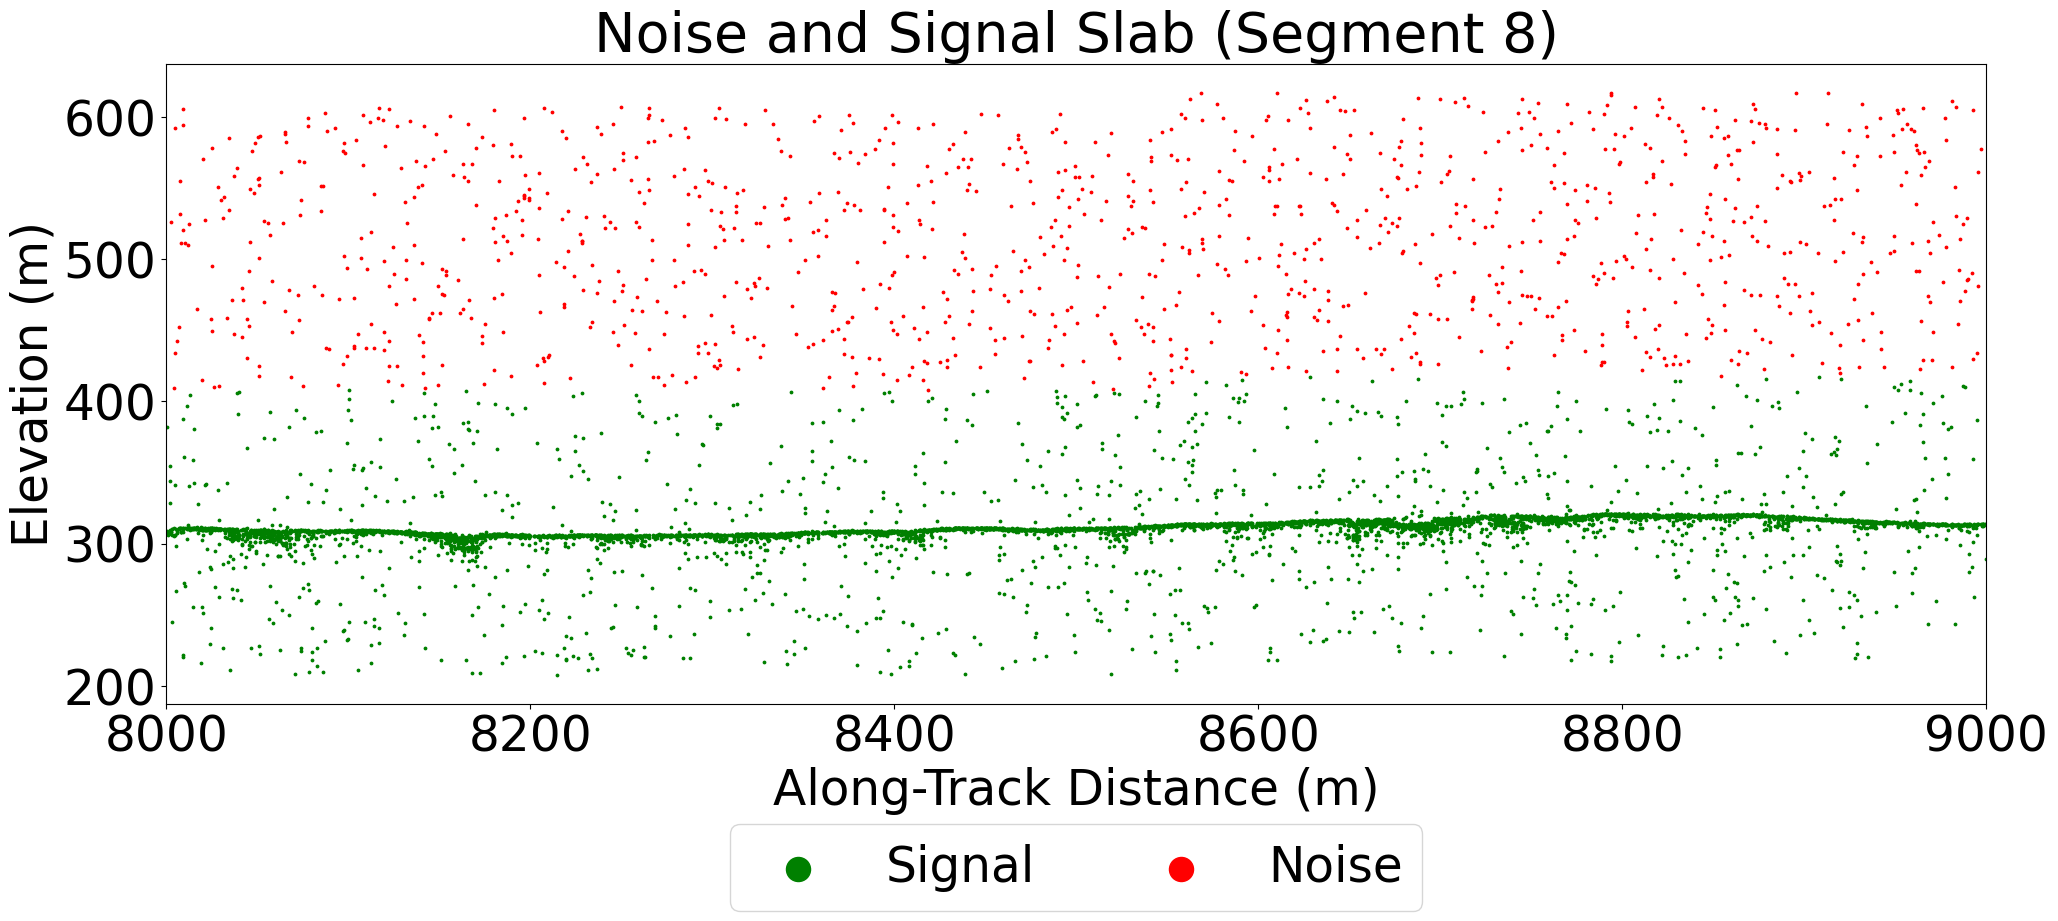 Noise and Signal Slab (Segment 8)
Elevation (m)
600
500
400
300
200
8000 8200 8400 8600 8800 9000
Along-Track Distance (m)
Signal Noise